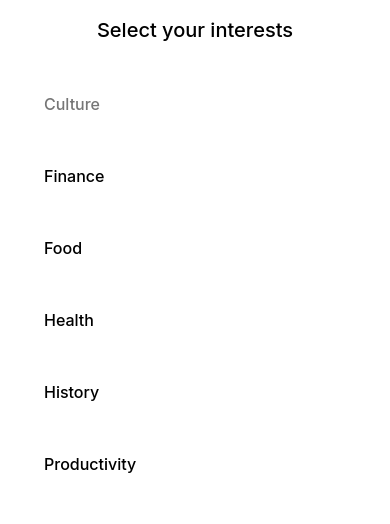 Select your interests
Culture
Finance
Food
Health
History
Productivity